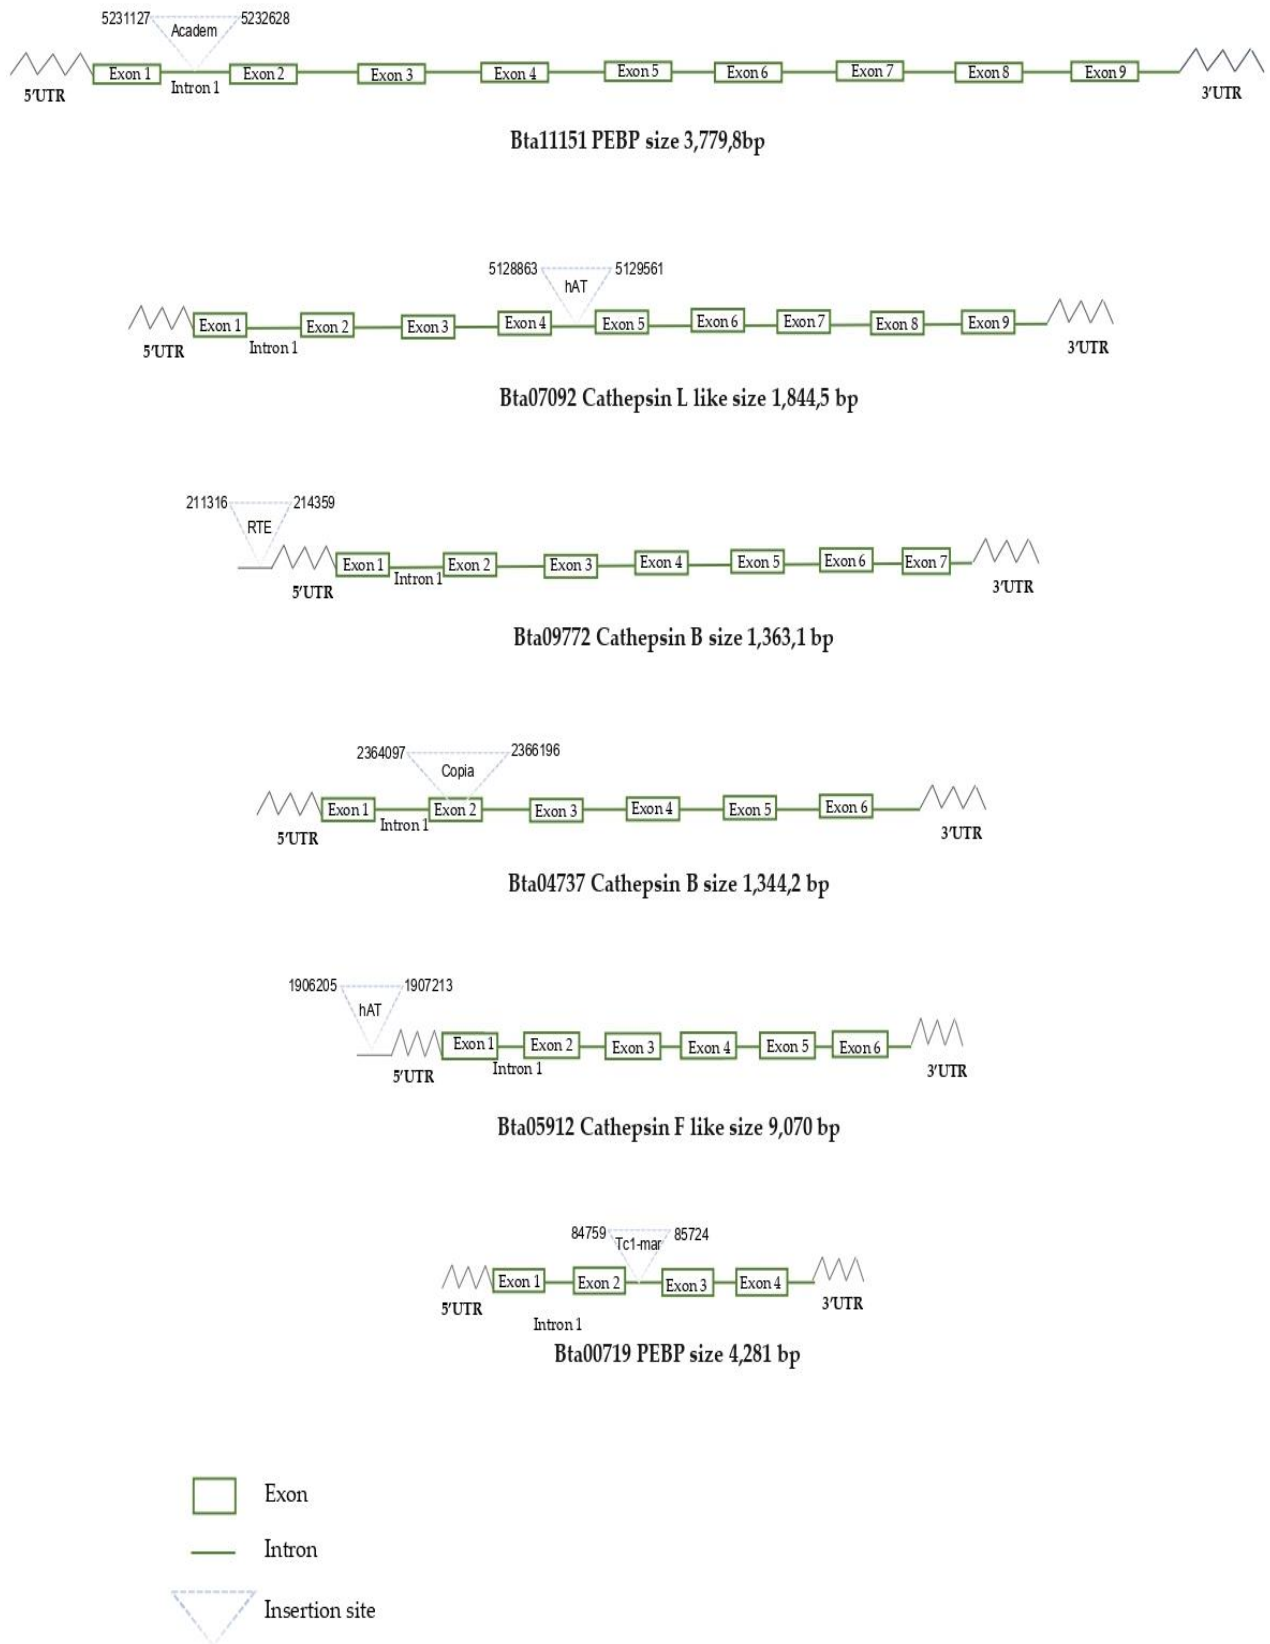 5231127 Academ 5232628
Exon 1 Exon 2 Exon 3 Exon 4 Exon 5 Exon 6 Exon 7 Exon 8 Exon 9
5'UTR Intron 1 3'UTR
Bta11151 PEBP size 3,779,8bp
5128863 hAT 5129561
Exon 1 Exon 2 Exon 3 Exon 4 Exon 5 Exon 6 Exon 7 Exon 8 Exon 9
5'UTR Intron 1 3'UTR
Bta07092 Cathepsin L like size 1,844,5 bp
211316 RTE 214359
Exon 1 Exon 2 Exon 3 Exon 4 Exon 5 Exon 6 Exon 7
5'UTR Intron 1 3'UTR
Bta09772 Cathepsin B size 1,363,1 bp
2364097 Copia 2366196
Exon 1 Exon 2 Exon 3 Exon 4 Exon 5 Exon 6
5'UTR Intron 1 3'UTR
Bta04737 Cathepsin B size 1,344,2 bp
1906205 hAT 1907213
Exon 1 Exon 2 Exon 3 Exon 4 Exon 5 Exon 6
5'UTR Intron 1 3'UTR
Bta05912 Cathepsin F like size 9,070 bp
84759 Tc1-mar 85724
Exon 1 Exon 2 Exon 3 Exon 4
5'UTR 3'UTR
Intron 1
Bta00719 PEBP size 4,281 bp
Exon
Intron
Insertion site